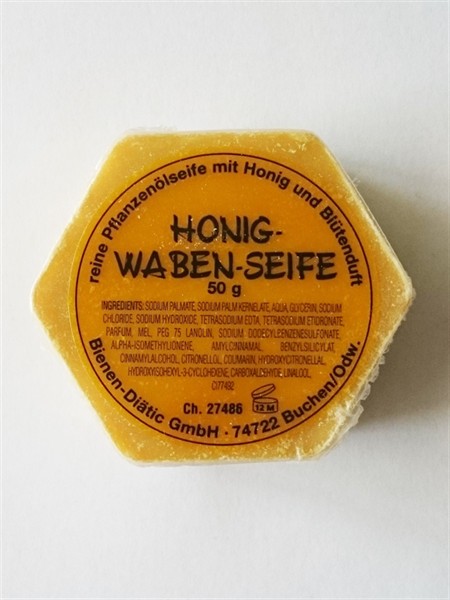 reine Pflanzenölseife mit Honig und Blütenduft
HONIG-
WABEN-SEIFE
50 g
INGREDIENTS: SODIUM PALMATE, SODIUM PALM KERNELATE, AQUA, GLYCERIN, SODIUM
CHLORIDE, SODIUM HYDROXIDE, TETRASODIUM EDTA, TETRASODIUM ETIDRONATE,
PARFUM, MEL, PEG 75 LANOLIN, SODIUM DODECYLBENZENESULFONATE,
ALPHA-ISOMETHYLIONENE, AMYLCINNAMAL, BENZYLSILICYLAT,
CINNAMYLALCOHOL, CITRONELLOL, COUMARIN, HYDROXYCITRONELLAL,
HYDROXYISOHEXYL-3-CYCLOHEXENE, CARBOXALDEHYDE, LINALOOL,
CI77492
Ch. 27486
12 M
Bienen-Diätic GmbH · 74722 Buchen/Odw.